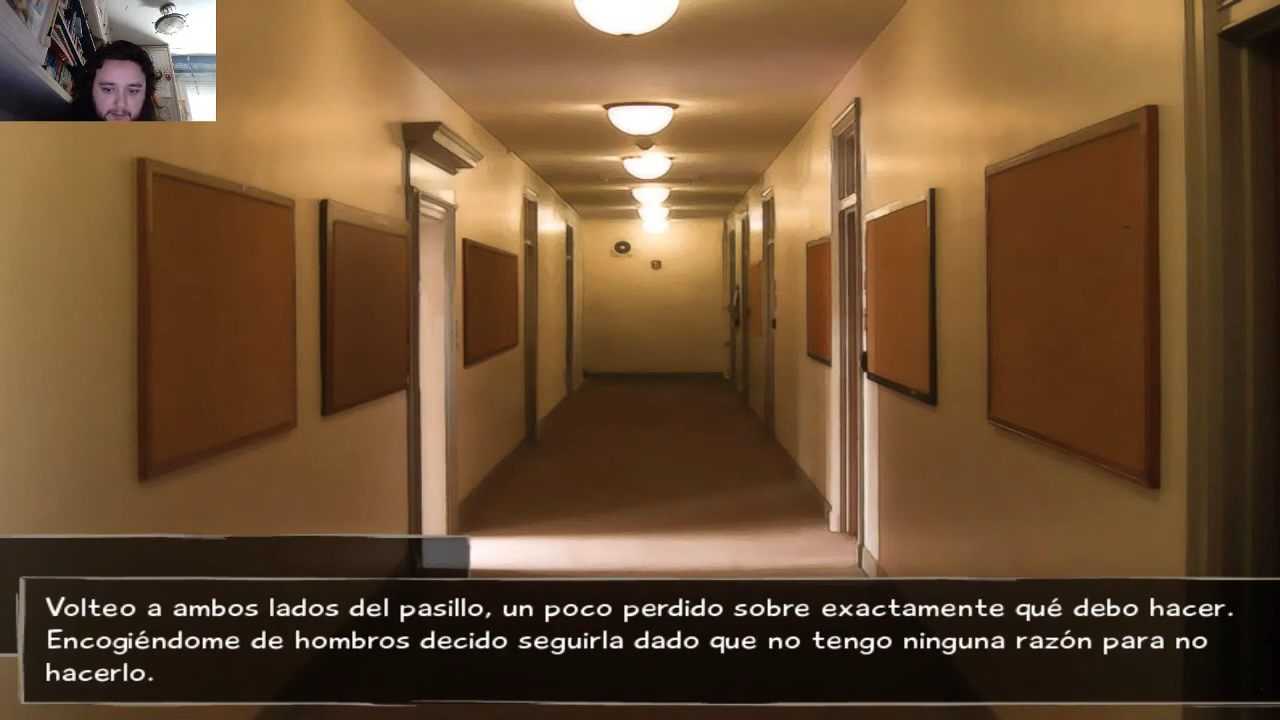 Volteo a ambos lados del pasillo, un poco perdido sobre exactamente qué debo hacer.
Encogiéndome de hombros decido seguirla dado que no tengo ninguna razón para no
hacerlo.